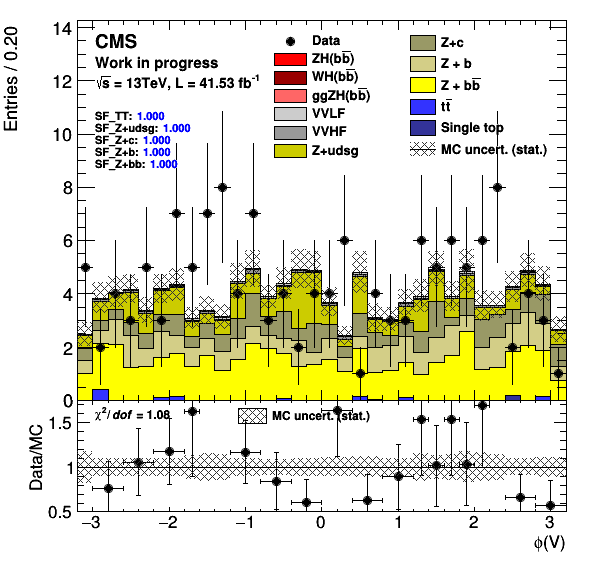 CMS
Work in progress
√s = 13TeV, L = 41.53 fb⁻¹
SF_TT: 1.000
SF_Z+udsg: 1.000
SF_Z+c: 1.000
SF_Z+b: 1.000
SF_Z+bb: 1.000
Data
ZH(bb̅)
WH(bb̅)
ggZH(bb̅)
VVLF
VVHF
Z+udsg
Z+c
Z + b
Z + bb̅
tt̅
Single top
MC uncert. (stat.)
Entries / 0.20
14
12
10
8
6
4
2
0
χ²/dof = 1.08
MC uncert. (stat.)
Data/MC
1.5
1
0.5
−3 −2 −1 0 1 2 3
ϕ(V)